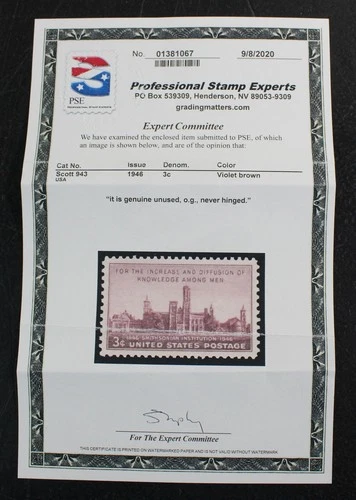 No. 01381067 9/8/2020
PSE
Professional Stamp Experts
PO Box 539309, Henderson, NV 89053-9309
gradingmatters.com
Expert Committee
We have examined the enclosed item submitted to PSE, of which
an image is shown below, and are of the opinion that:
Cat No. Issue Denom. Color
Scott 943 1946 3c Violet brown
USA
"it is genuine unused, o.g., never hinged."
FOR THE INCREASE AND DIFFUSION OF
KNOWLEDGE AMONG MEN
1846·SMITHSONIAN INSTITUTION·1946
3¢ UNITED STATES POSTAGE
For The Expert Committee
THIS CERTIFICATE IS PRINTED ON WATERMARKED PAPER AND IS NOT VALID WITHOUT WATERMARK.